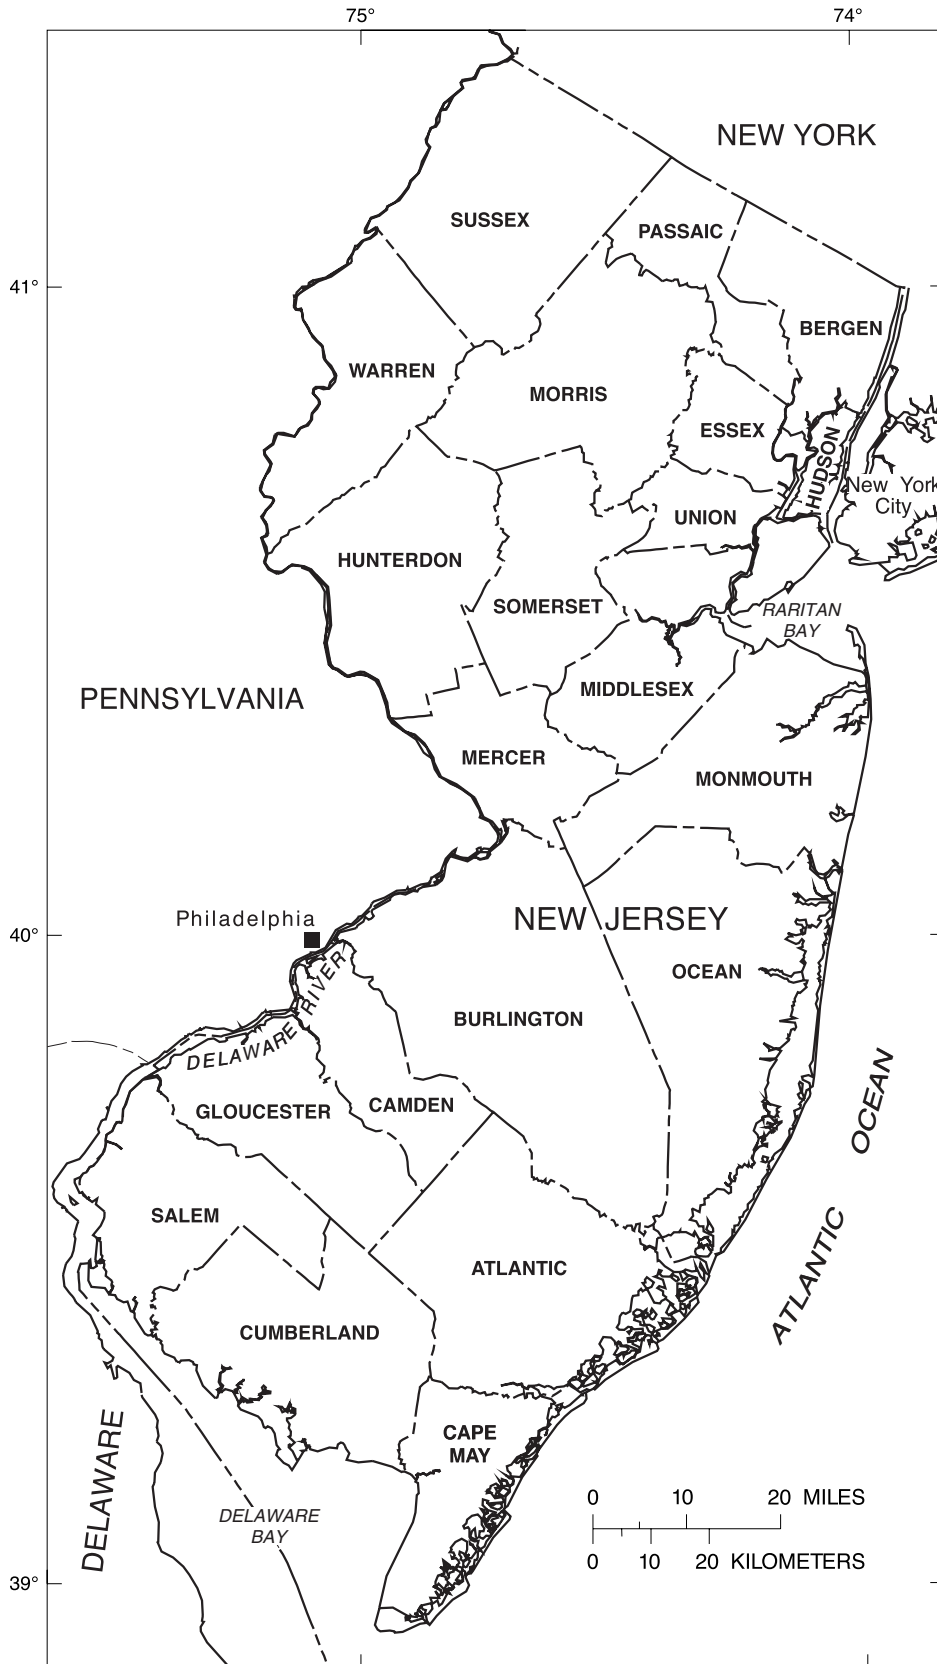 75°
74°
NEW YORK
SUSSEX
PASSAIC
41°
BERGEN
WARREN
MORRIS
ESSEX
HUDSON
New York
City
UNION
HUNTERDON
SOMERSET
RARITAN
BAY
MIDDLESEX
PENNSYLVANIA
MERCER
MONMOUTH
Philadelphia
NEW JERSEY
40°
OCEAN
DELAWARE RIVER
BURLINGTON
CAMDEN
GLOUCESTER
ATLANTIC OCEAN
SALEM
ATLANTIC
CUMBERLAND
CAPE
MAY
DELAWARE
DELAWARE
BAY
0 10 20 MILES
0 10 20 KILOMETERS
39°